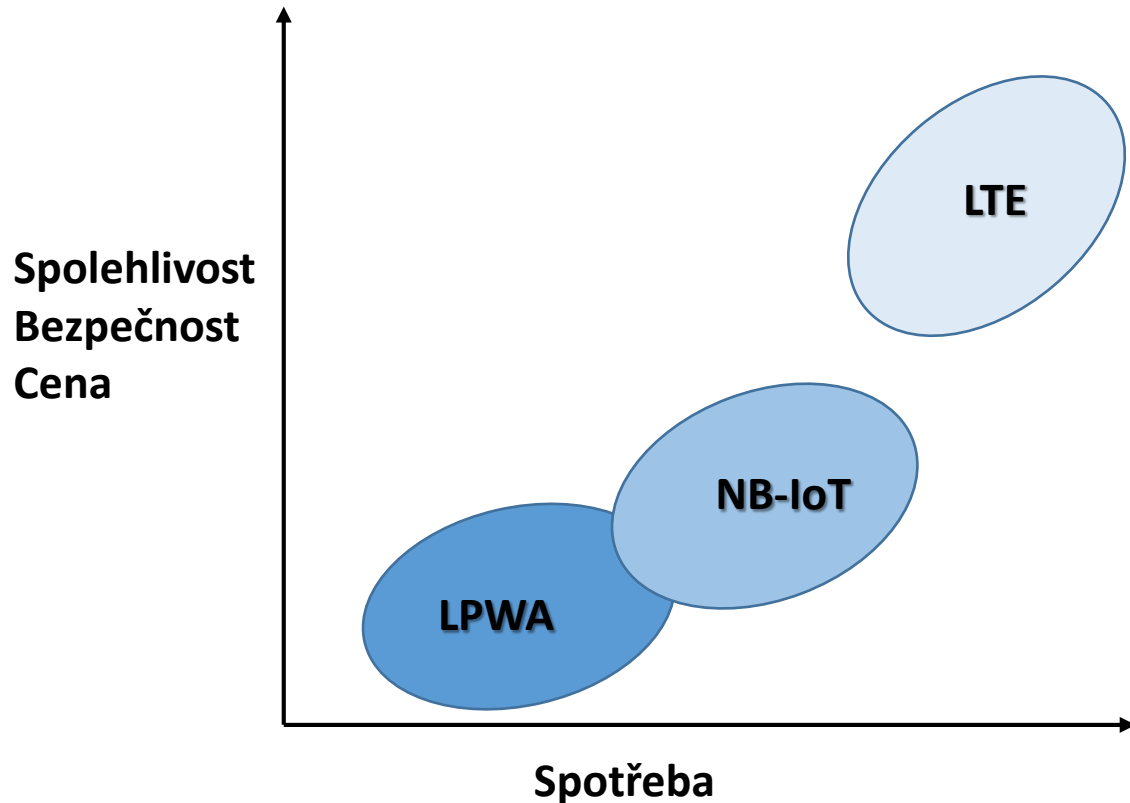 LTE
Spolehlivost
Bezpečnost
Cena
NB-IoT
LPWA
Spotřeba